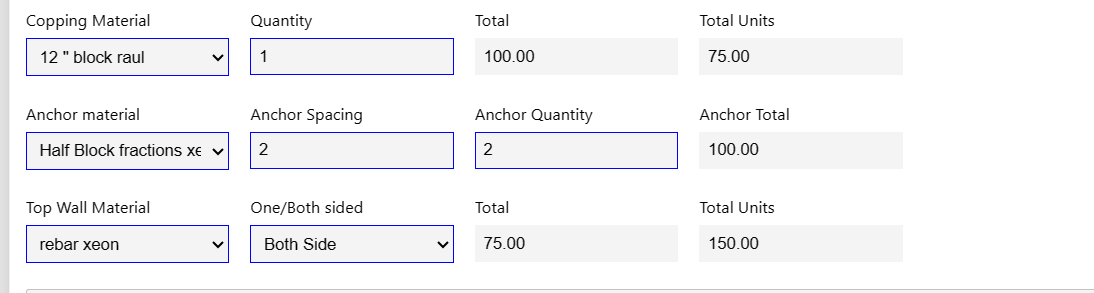 Copping Material Quantity Total Total Units
12 " block raul 1 100.00 75.00
Anchor material Anchor Spacing Anchor Quantity Anchor Total
Half Block fractions xe 2 2 100.00
Top Wall Material One/Both sided Total Total Units
rebar xeon Both Side 75.00 150.00